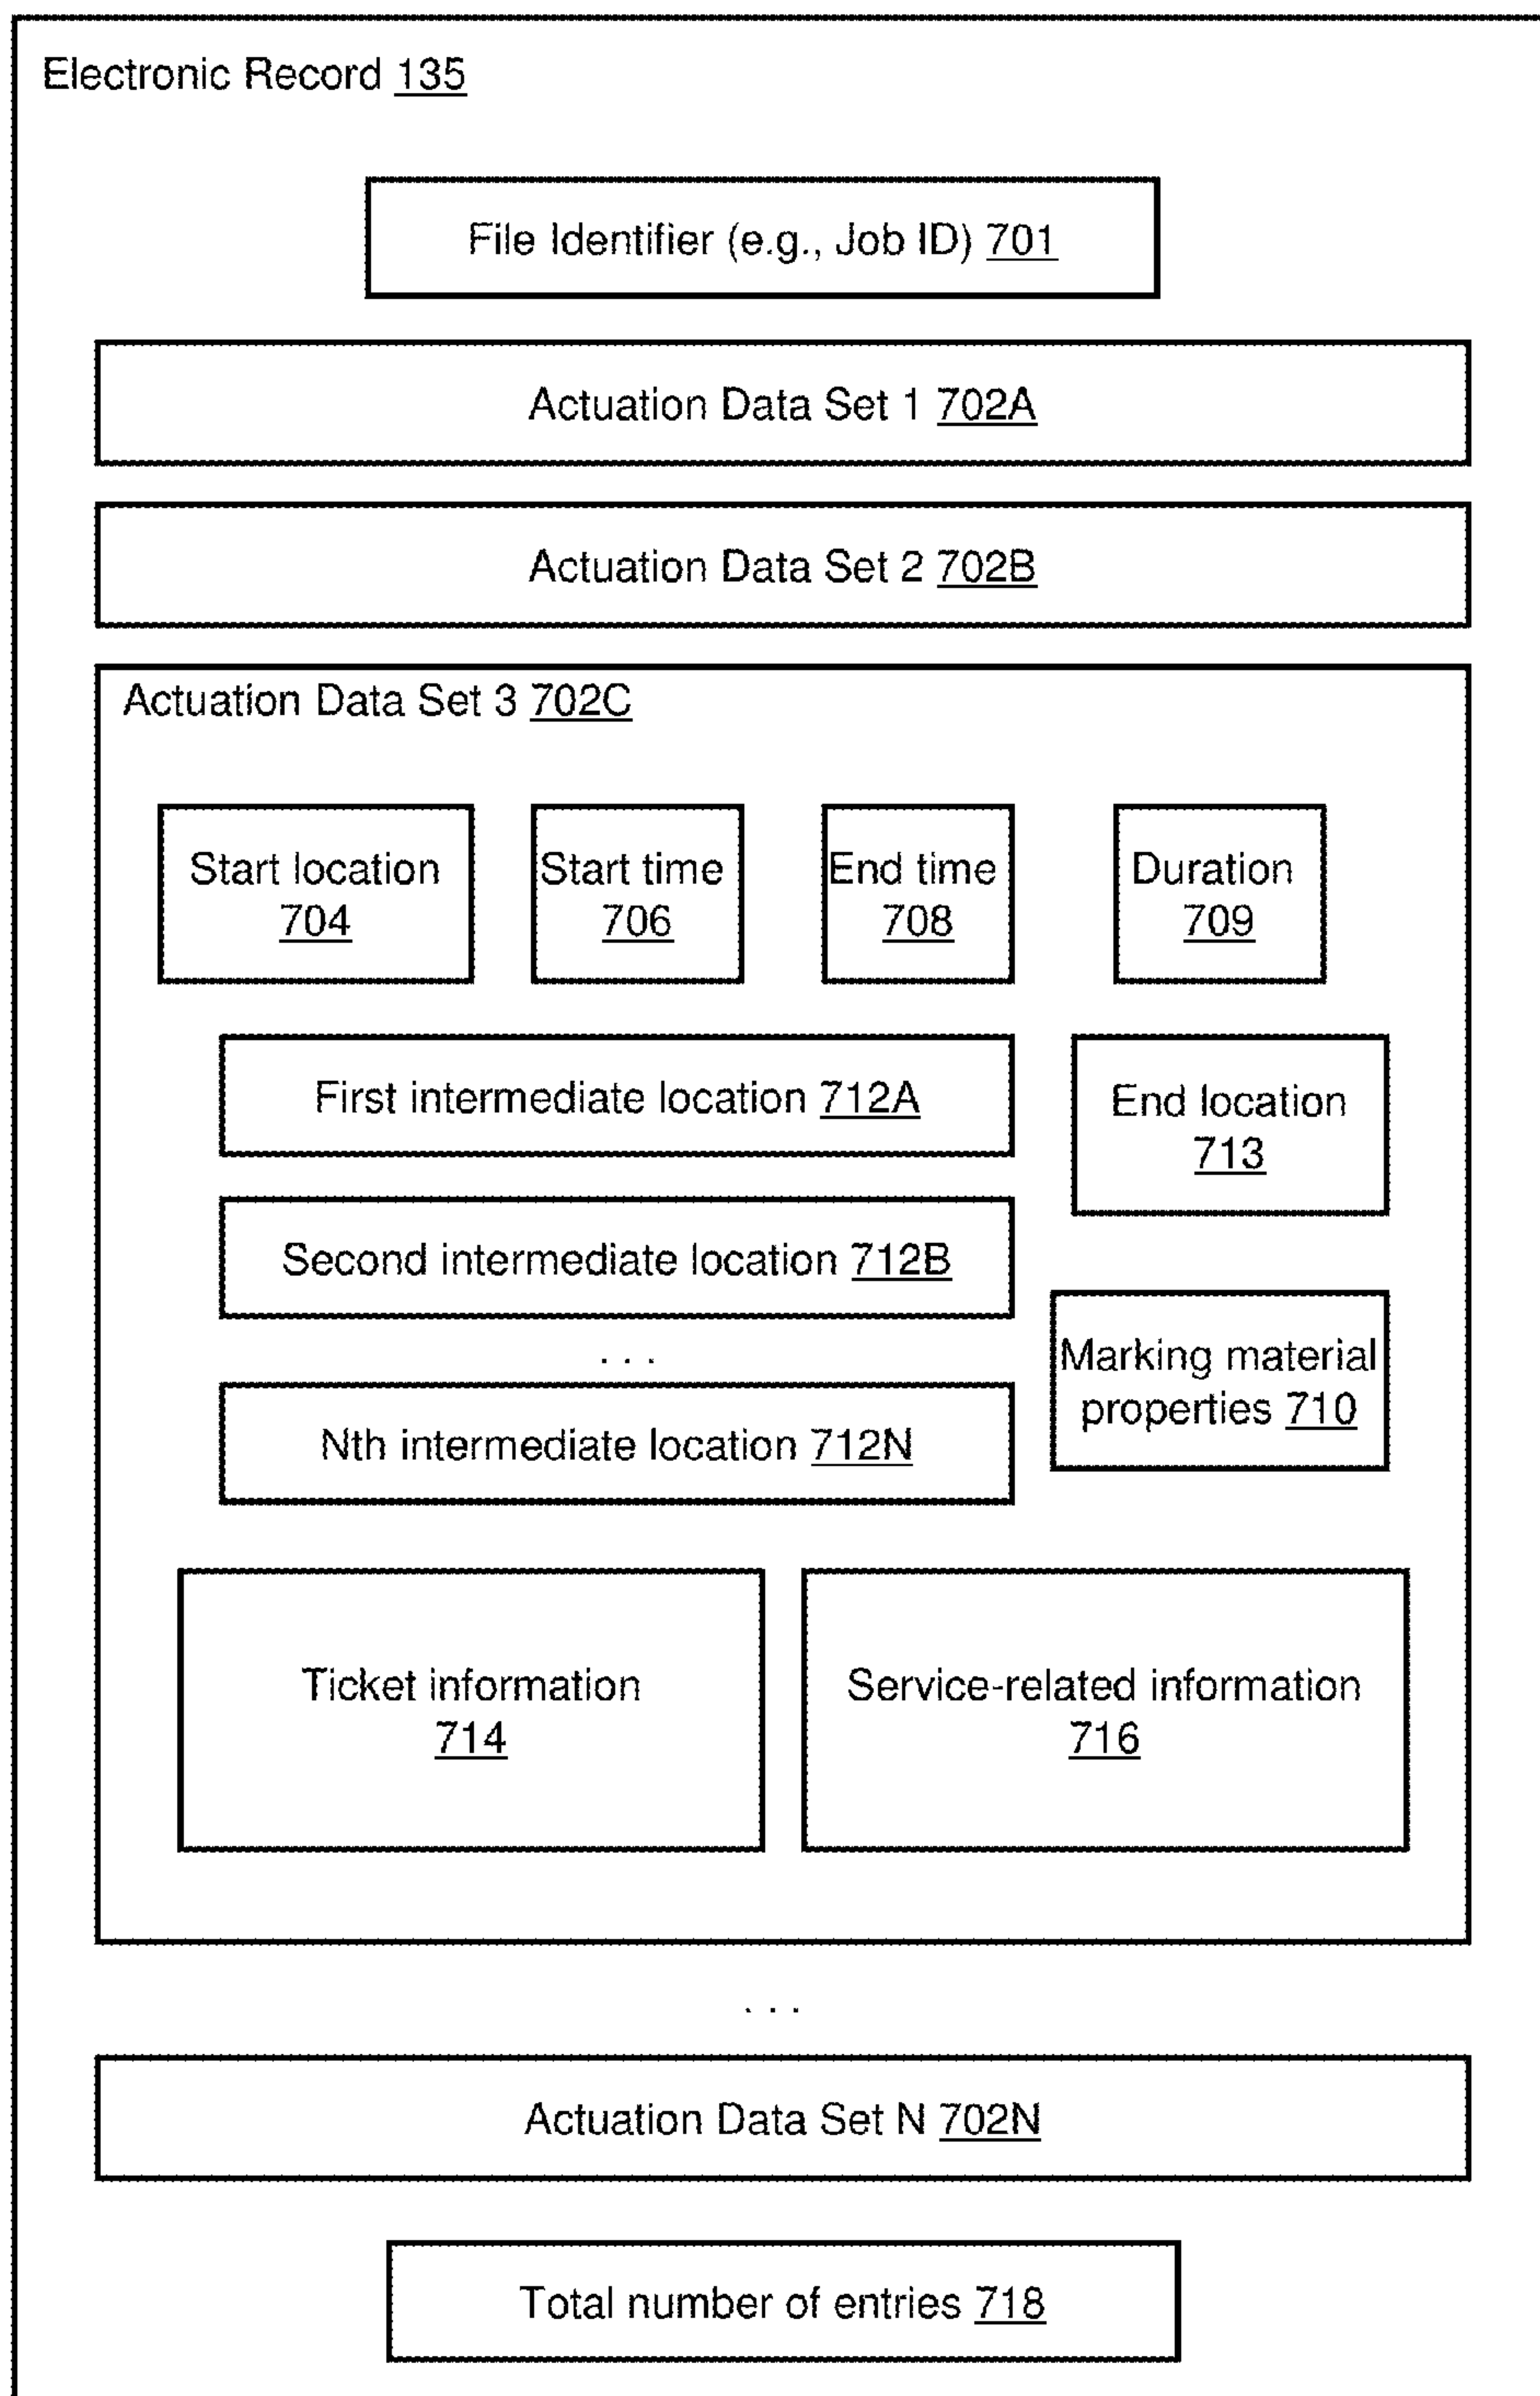 Electronic Record 135
File Identifier (e.g., Job ID) 701
Actuation Data Set 1 702A
Actuation Data Set 2 702B
Actuation Data Set 3 702C
Start location
704
Start time
706
End time
708
Duration
709
First intermediate location 712A
End location
713
Second intermediate location 712B
. . .
Marking material
properties 710
Nth intermediate location 712N
Ticket information
714
Service-related information
716
. . .
Actuation Data Set N 702N
Total number of entries 718